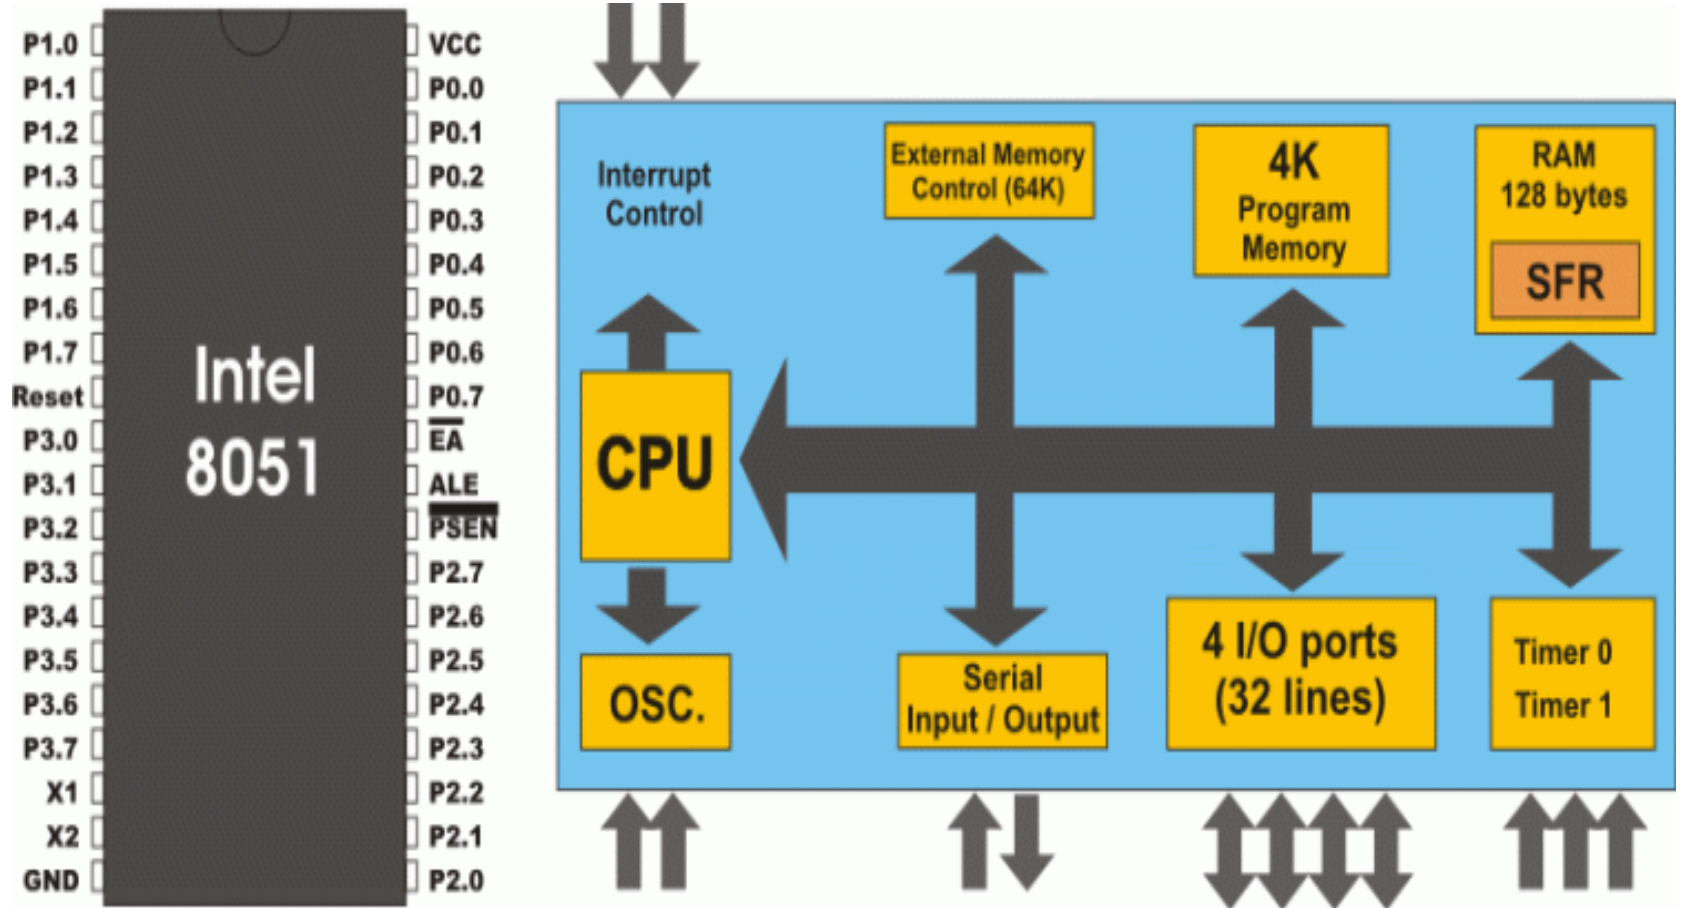 P1.0
P1.1
P1.2
P1.3
P1.4
P1.5
P1.6
P1.7
Reset
P3.0
P3.1
P3.2
P3.3
P3.4
P3.5
P3.6
P3.7
X1
X2
GND
Intel
8051
VCC
P0.0
P0.1
P0.2
P0.3
P0.4
P0.5
P0.6
P0.7
EA
ALE
PSEN
P2.7
P2.6
P2.5
P2.4
P2.3
P2.2
P2.1
P2.0
Interrupt
Control
External Memory
Control (64K)
4K
Program
Memory
RAM
128 bytes
SFR
CPU
OSC.
Serial
Input / Output
4 I/O ports
(32 lines)
Timer 0
Timer 1